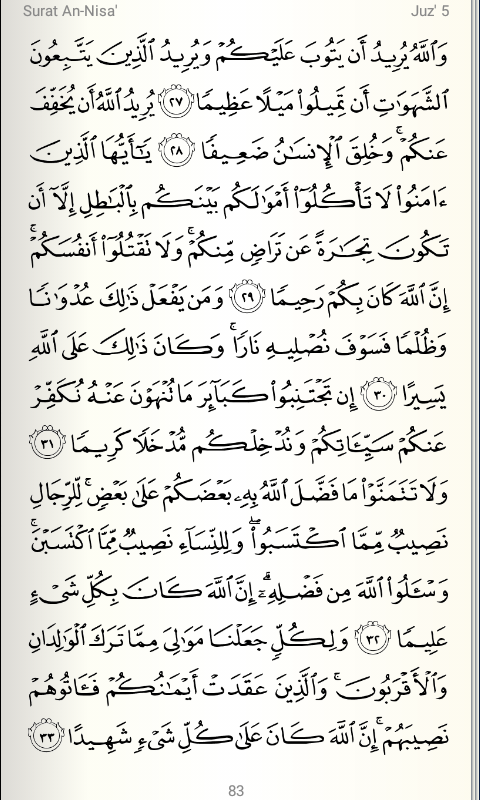 Surat An-Nisa' Juz' 5
وَٱللَّهُ يُرِيدُ أَن يَتُوبَ عَلَيۡكُمۡ وَيُرِيدُ ٱلَّذِينَ يَتَّبِعُونَ
ٱلشَّهَوَٰتِ أَن تَمِيلُواْ مَيۡلًا عَظِيمٗا ٢٧ يُرِيدُ ٱللَّهُ أَن يُخَفِّفَ
عَنكُمۡۚ وَخُلِقَ ٱلۡإِنسَٰنُ ضَعِيفٗا ٢٨ يَٰٓأَيُّهَا ٱلَّذِينَ
ءَامَنُواْ لَا تَأۡكُلُوٓاْ أَمۡوَٰلَكُم بَيۡنَكُم بِٱلۡبَٰطِلِ إِلَّآ أَن
تَكُونَ تِجَٰرَةً عَن تَرَاضٖ مِّنكُمۡۚ وَلَا تَقۡتُلُوٓاْ أَنفُسَكُمۡۚ
إِنَّ ٱللَّهَ كَانَ بِكُمۡ رَحِيمٗا ٢٩ وَمَن يَفۡعَلۡ ذَٰلِكَ عُدۡوَٰنٗا
وَظُلۡمٗا فَسَوۡفَ نُصۡلِيهِ نَارٗاۚ وَكَانَ ذَٰلِكَ عَلَى ٱللَّهِ
يَسِيرًا ٣٠ إِن تَجۡتَنِبُواْ كَبَآئِرَ مَا تُنۡهَوۡنَ عَنۡهُ نُكَفِّرۡ
عَنكُمۡ سَيِّـَٔاتِكُمۡ وَنُدۡخِلۡكُم مُّدۡخَلٗا كَرِيمٗا ٣١
وَلَا تَتَمَنَّوۡاْ مَا فَضَّلَ ٱللَّهُ بِهِۦ بَعۡضَكُمۡ عَلَىٰ بَعۡضٖۚ لِّلرِّجَالِ
نَصِيبٞ مِّمَّا ٱكۡتَسَبُواْۖ وَلِلنِّسَآءِ نَصِيبٞ مِّمَّا ٱكۡتَسَبۡنَۚ
وَسۡـَٔلُواْ ٱللَّهَ مِن فَضۡلِهِۦٓۚ إِنَّ ٱللَّهَ كَانَ بِكُلِّ شَيۡءٍ
عَلِيمٗا ٣٢ وَلِكُلّٖ جَعَلۡنَا مَوَٰلِيَ مِمَّا تَرَكَ ٱلۡوَٰلِدَانِ
وَٱلۡأَقۡرَبُونَۚ وَٱلَّذِينَ عَقَدَتۡ أَيۡمَٰنُكُمۡ فَـَٔاتُوهُمۡ
نَصِيبَهُمۡۚ إِنَّ ٱللَّهَ كَانَ عَلَىٰ كُلِّ شَيۡءٖ شَهِيدًا ٣٣
83